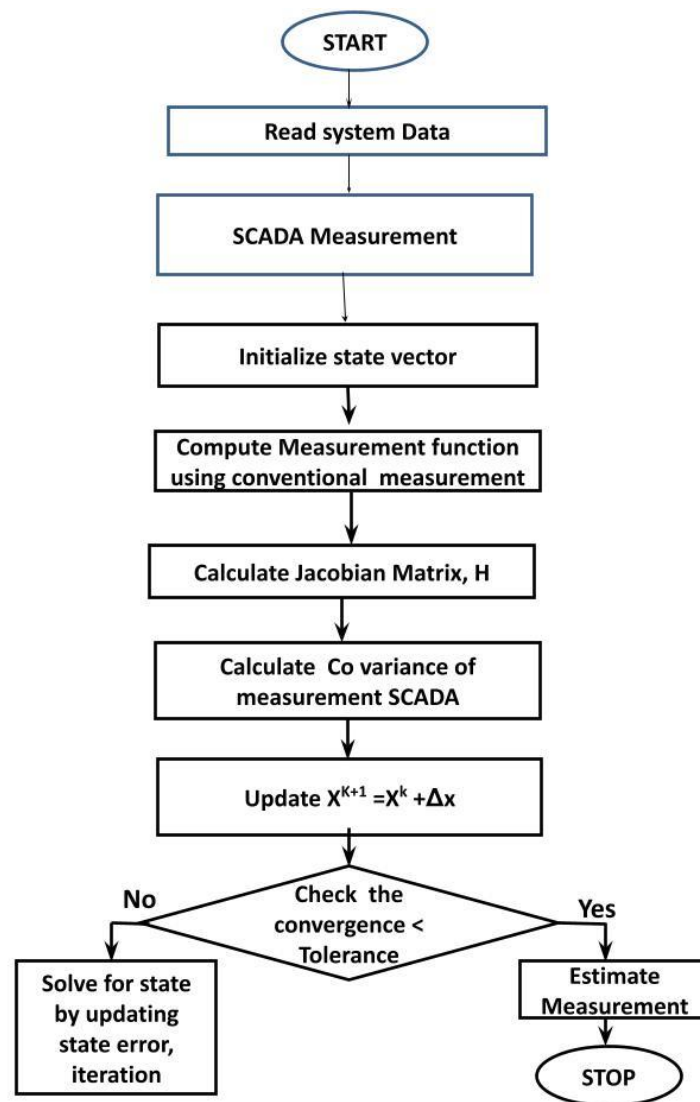 START
Read system Data
SCADA Measurement
Initialize state vector
Compute Measurement function
using conventional measurement
Calculate Jacobian Matrix, H
Calculate Co variance of
measurement SCADA
Update X^{K+1} =X^k +Δx
Check the
convergence <
Tolerance
No
Yes
Solve for state
by updating
state error,
iteration
Estimate
Measurement
STOP